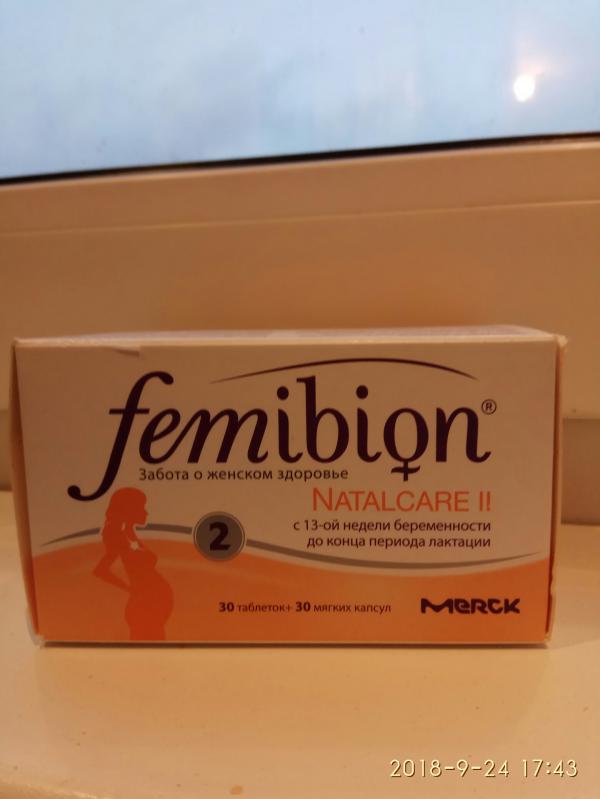 femibion®
Забота о женском здоровье
NATALCARE II
с 13-ой недели беременности
до конца периода лактации
2
30 таблеток+ 30 мягких капсул
MERCK
2018-9-24 17:43